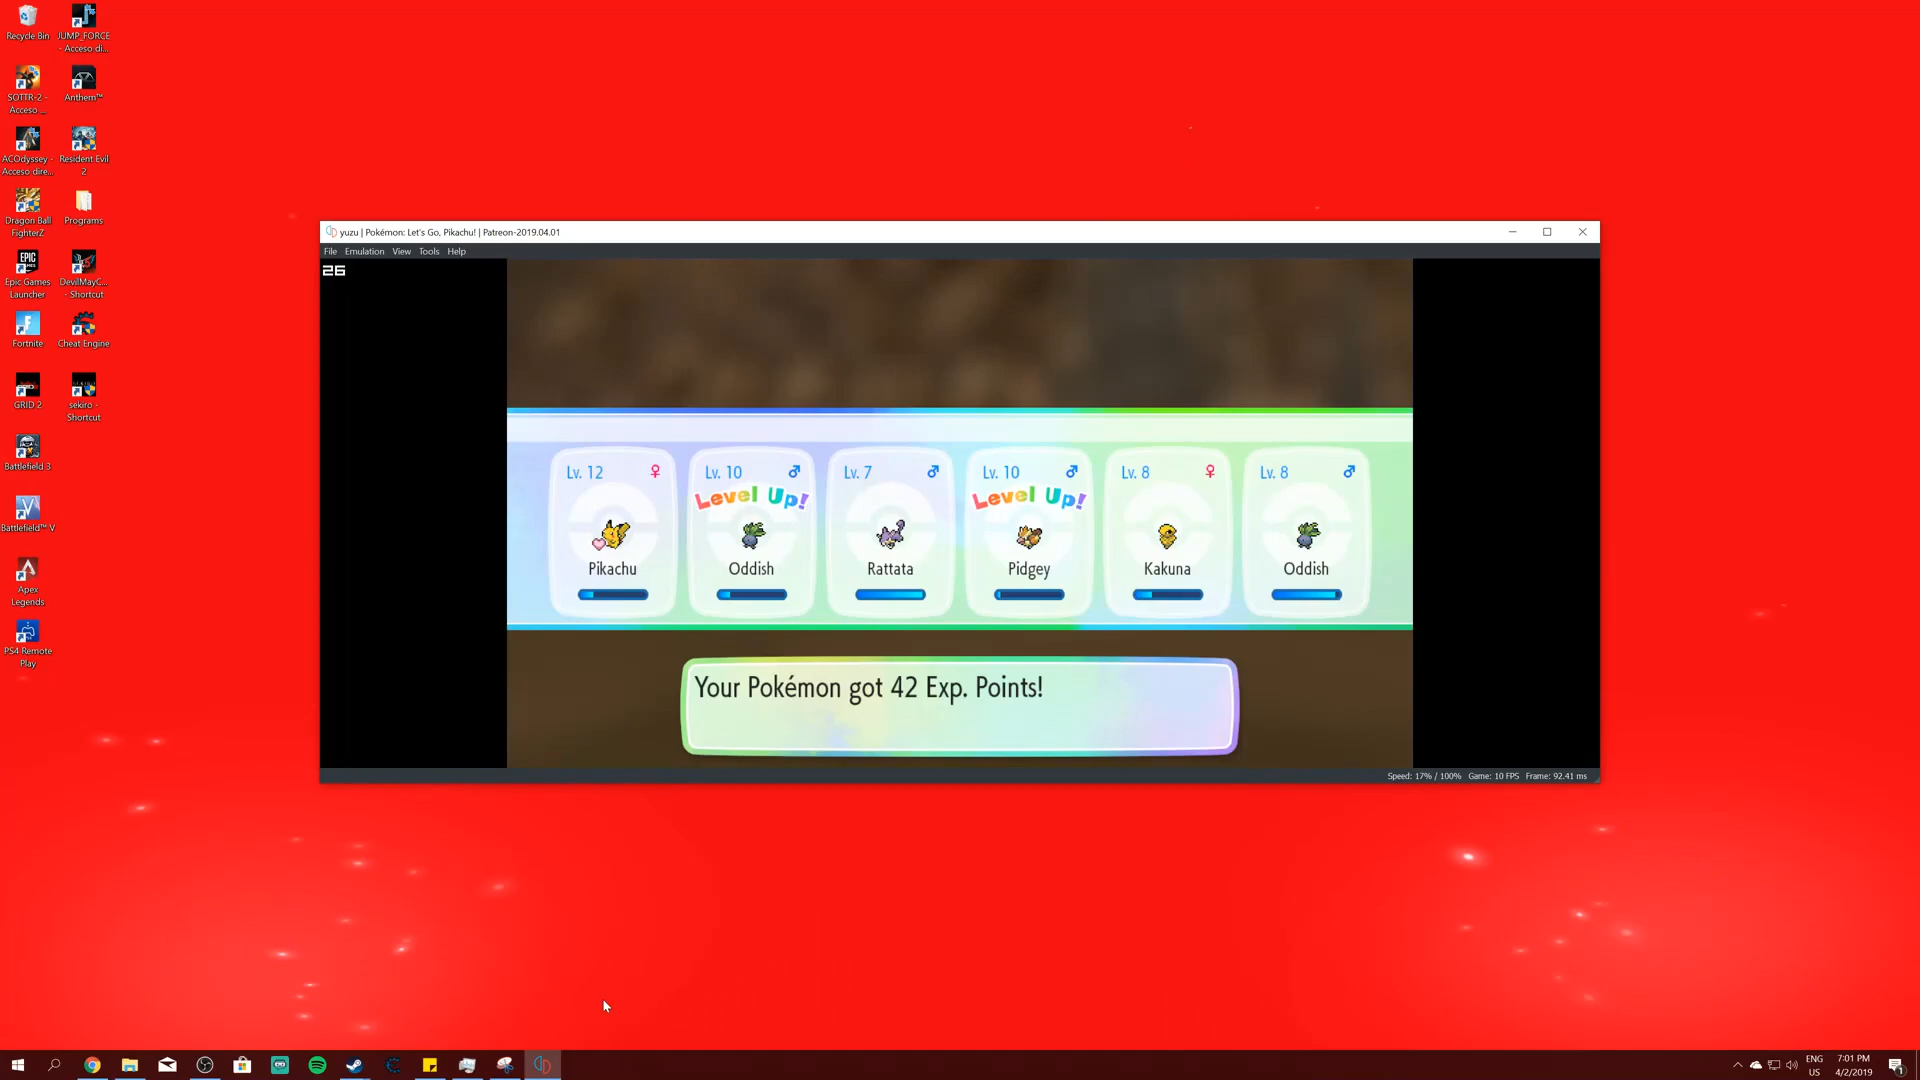 Recycle Bin
JUMP_FORCE
- Acceso di...
SOTTR-2 -
Acceso ...
Anthem™
ACOdyssey -
Acceso dire...
Resident Evil
2
Dragon Ball
FighterZ
Programs
EPIC
GAMES
Epic Games
Launcher
DevilMayC...
- Shortcut
Fortnite
Cheat Engine
GRID 2
sekiro -
Shortcut
Battlefield 3
Battlefield™ V
Apex
Legends
PS4 Remote
Play
yuzu | Pokémon: Let's Go, Pikachu! | Patreon-2019.04.01
File Emulation View Tools Help
26
Lv. 12 ♀ Lv. 10 ♂ Lv. 7 ♂ Lv. 10 ♂ Lv. 8 ♀ Lv. 8 ♂
Level Up! Level Up!
Pikachu Oddish Rattata Pidgey Kakuna Oddish
Your Pokémon got 42 Exp. Points!
Speed: 17% / 100% Game: 10 FPS Frame: 92.41 ms
ENG
US
7:01 PM
4/2/2019
1